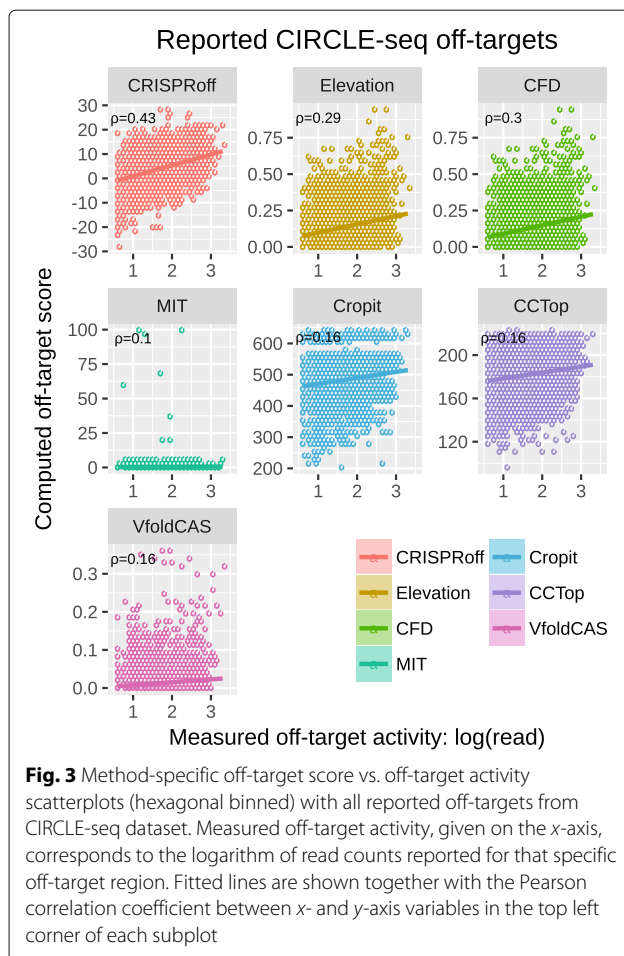 Reported CIRCLE-seq off-targets
CRISPRoff
Elevation
CFD
ρ=0.43
ρ=0.29
ρ=0.3
30
20
10
0
-10
-20
-30
0.75
0.50
0.25
0.00
0.75
0.50
0.25
0.00
1 2 3
1 2 3
1 2 3
MIT
Cropit
CCTop
ρ=0.1
ρ=0.16
ρ=0.16
100
75
50
25
0
600
500
400
300
200
200
160
120
1 2 3
1 2 3
1 2 3
VfoldCAS
ρ=0.16
0.3
0.2
0.1
0.0
1 2 3
Computed off-target score
Measured off-target activity: log(read)
a CRISPRoff
a Elevation
a CFD
a MIT
a Cropit
a CCTop
a VfoldCAS
Fig. 3 Method-specific off-target score vs. off-target activity
scatterplots (hexagonal binned) with all reported off-targets from
CIRCLE-seq dataset. Measured off-target activity, given on the x-axis,
corresponds to the logarithm of read counts reported for that specific
off-target region. Fitted lines are shown together with the Pearson
correlation coefficient between x- and y-axis variables in the top left
corner of each subplot